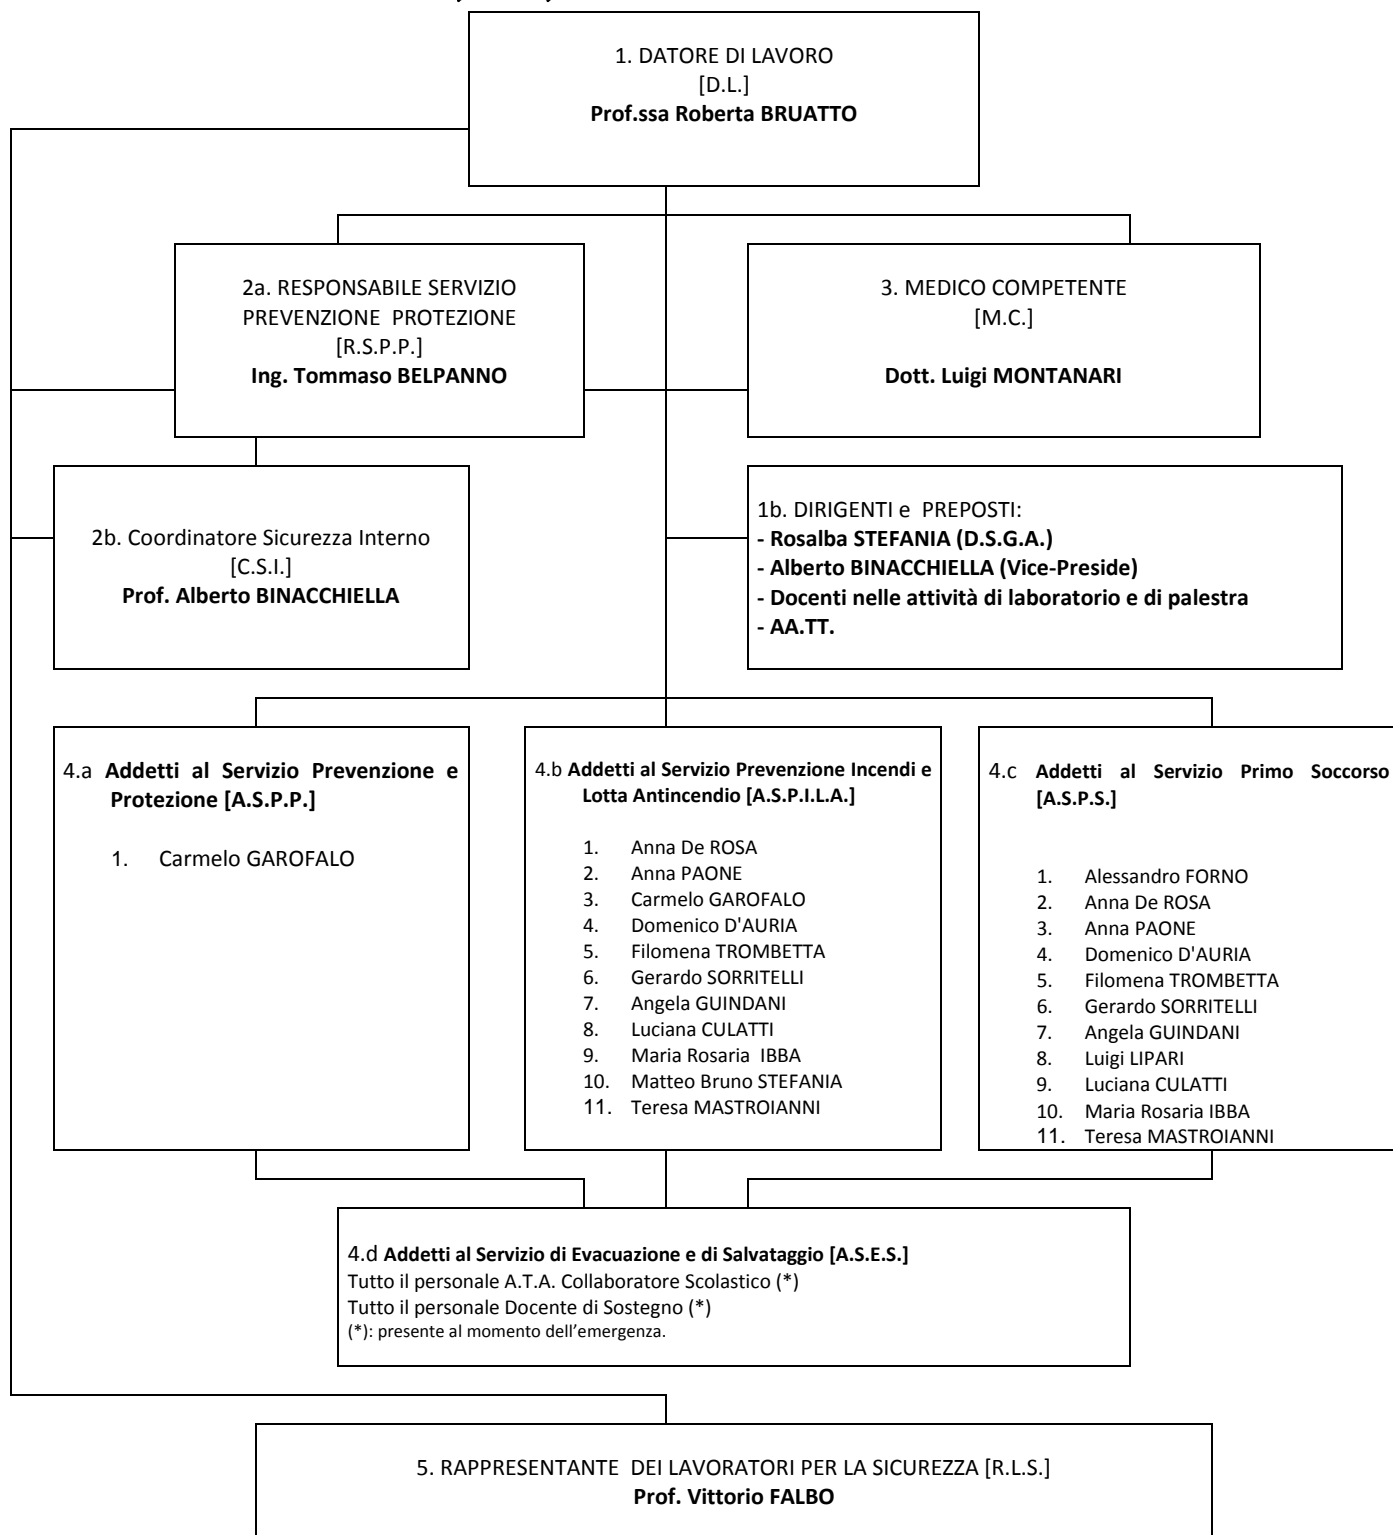 1. DATORE DI LAVORO
[D.L.]
Prof.ssa Roberta BRUATTO
2a. RESPONSABILE SERVIZIO
PREVENZIONE PROTEZIONE
[R.S.P.P.]
Ing. Tommaso BELPANNO
3. MEDICO COMPETENTE
[M.C.]
Dott. Luigi MONTANARI
2b. Coordinatore Sicurezza Interno
[C.S.I.]
Prof. Alberto BINACCHIELLA
1b. DIRIGENTI e PREPOSTI:
- Rosalba STEFANIA (D.S.G.A.)
- Alberto BINACCHIELLA (Vice-Preside)
- Docenti nelle attività di laboratorio e di palestra
- AA.TT.
4.a Addetti al Servizio Prevenzione e
Protezione [A.S.P.P.]
1. Carmelo GAROFALO
4.b Addetti al Servizio Prevenzione Incendi e
Lotta Antincendio [A.S.P.I.L.A.]
1. Anna De ROSA
2. Anna PAONE
3. Carmelo GAROFALO
4. Domenico D'AURIA
5. Filomena TROMBETTA
6. Gerardo SORRITELLI
7. Angela GUINDANI
8. Luciana CULATTI
9. Maria Rosaria IBBA
10. Matteo Bruno STEFANIA
11. Teresa MASTROIANNI
4.c Addetti al Servizio Primo Soccorso
[A.S.P.S.]
1. Alessandro FORNO
2. Anna De ROSA
3. Anna PAONE
4. Domenico D'AURIA
5. Filomena TROMBETTA
6. Gerardo SORRITELLI
7. Angela GUINDANI
8. Luigi LIPARI
9. Luciana CULATTI
10. Maria Rosaria IBBA
11. Teresa MASTROIANNI
4.d Addetti al Servizio di Evacuazione e di Salvataggio [A.S.E.S.]
Tutto il personale A.T.A. Collaboratore Scolastico (*)
Tutto il personale Docente di Sostegno (*)
(*): presente al momento dell’emergenza.
5. RAPPRESENTANTE DEI LAVORATORI PER LA SICUREZZA [R.L.S.]
Prof. Vittorio FALBO